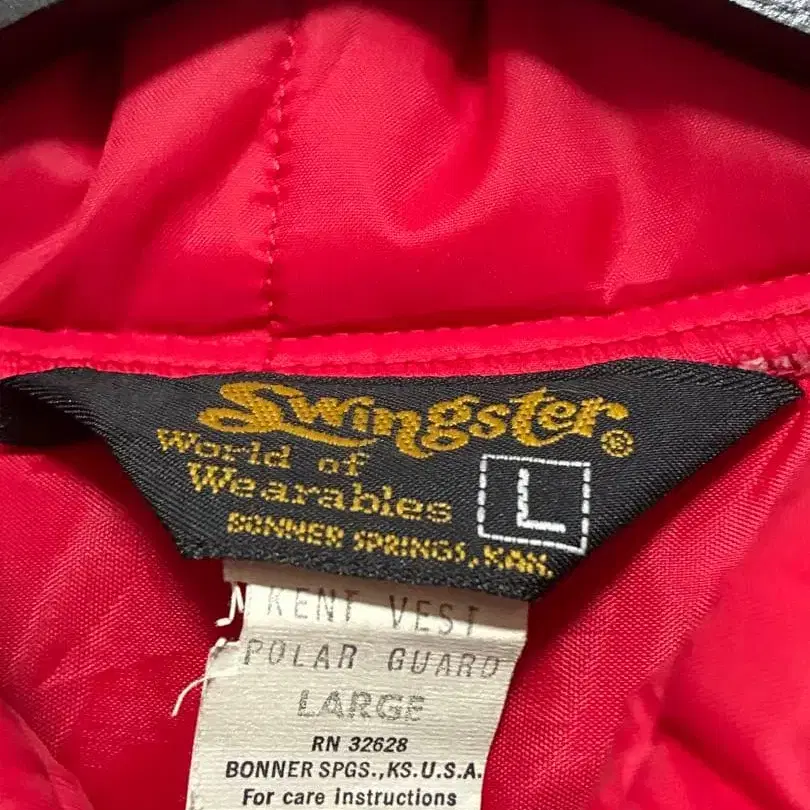 Swingster®
World of
Wearables
L
BONNER SPRINGS, KAN.
KENT VEST
POLAR GUARD
LARGE
RN 32628
BONNER SPGS.,KS.U.S.A.
For care instructions